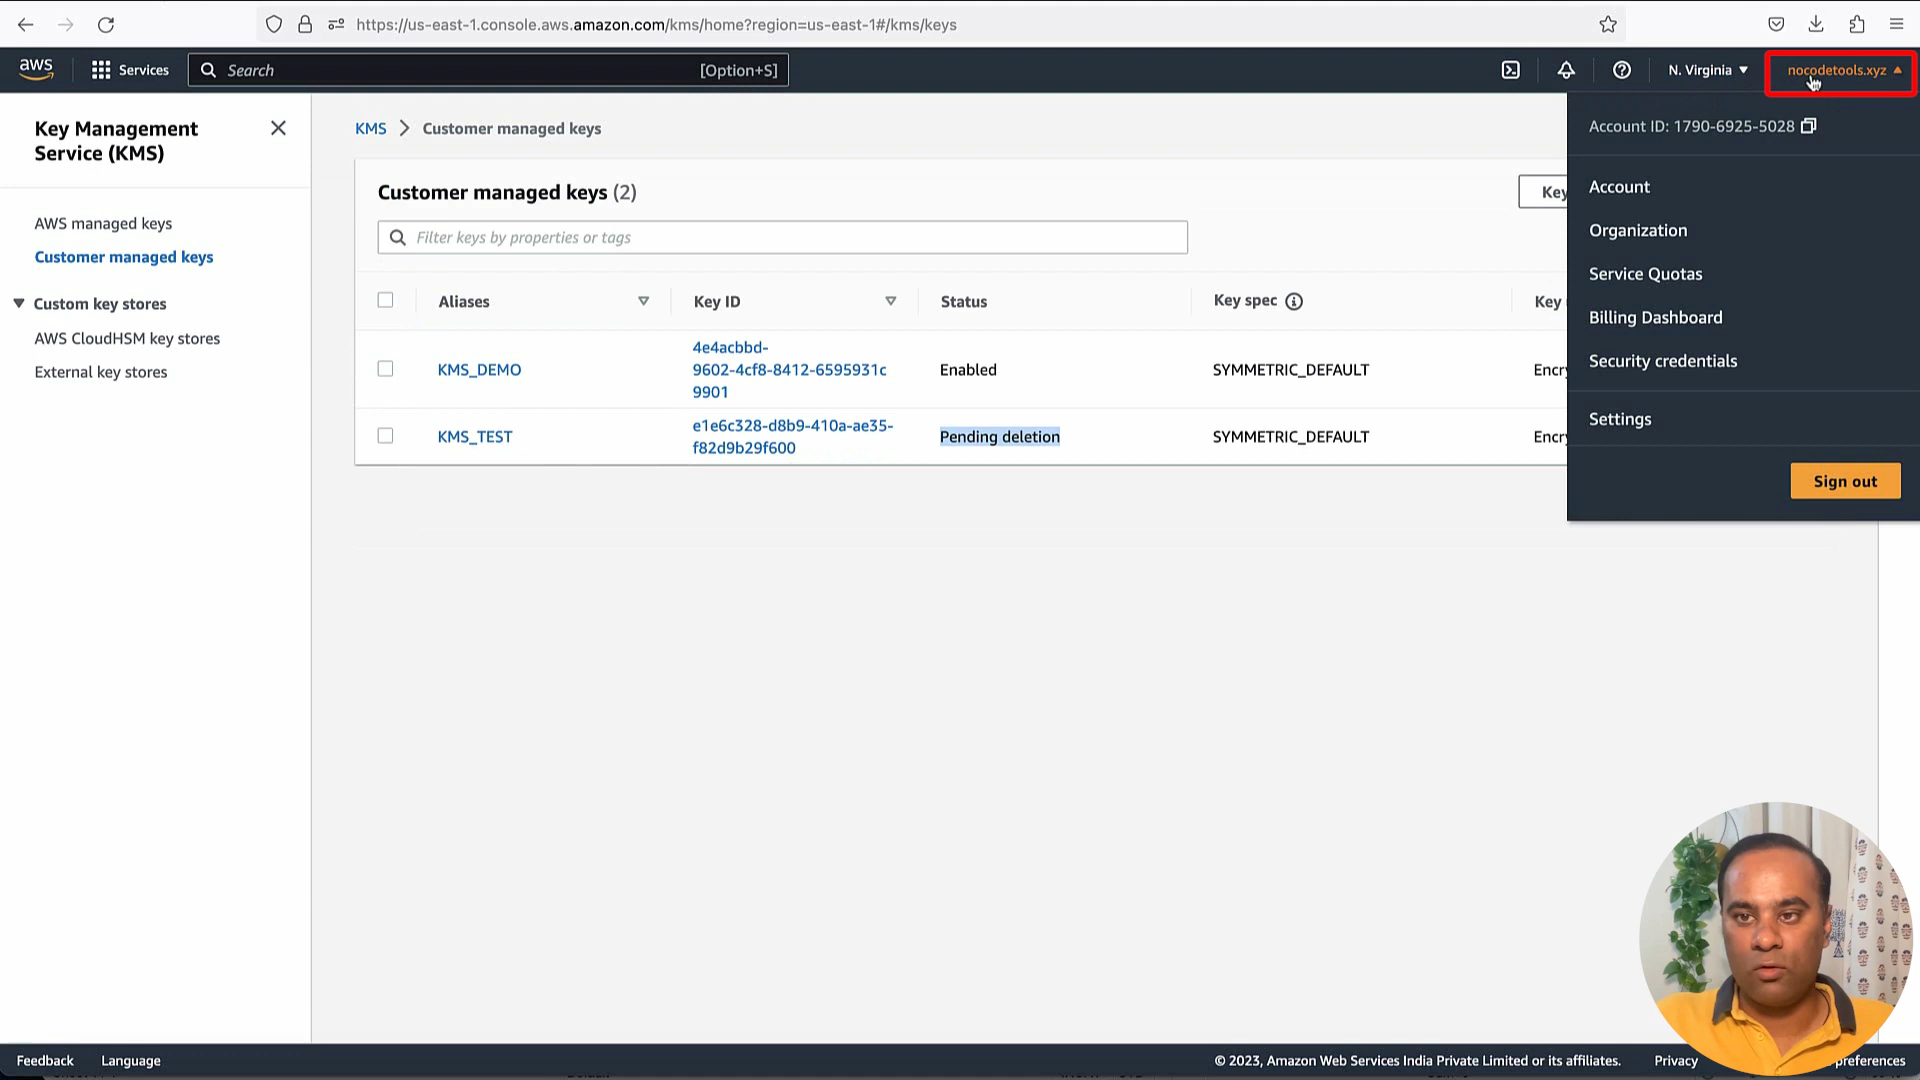 https://us-east-1.console.aws.amazon.com/kms/home?region=us-east-1#/kms/keys
aws
Services
Search
[Option+S]
N. Virginia
nocodetools.xyz
Key Management
Service (KMS)
AWS managed keys
Customer managed keys
Custom key stores
AWS CloudHSM key stores
External key stores
KMS
Customer managed keys
Customer managed keys (2)
Key
Filter keys by properties or tags
Aliases
Key ID
Status
Key spec
Key
KMS_DEMO
4e4acbbd-
9602-4cf8-8412-6595931c
9901
Enabled
SYMMETRIC_DEFAULT
Encry
KMS_TEST
e1e6c328-d8b9-410a-ae35-
f82d9b29f600
Pending deletion
SYMMETRIC_DEFAULT
Encry
Account ID: 1790-6925-5028
Account
Organization
Service Quotas
Billing Dashboard
Security credentials
Settings
Sign out
Feedback
Language
© 2023, Amazon Web Services India Private Limited or its affiliates.
Privacy
preferences